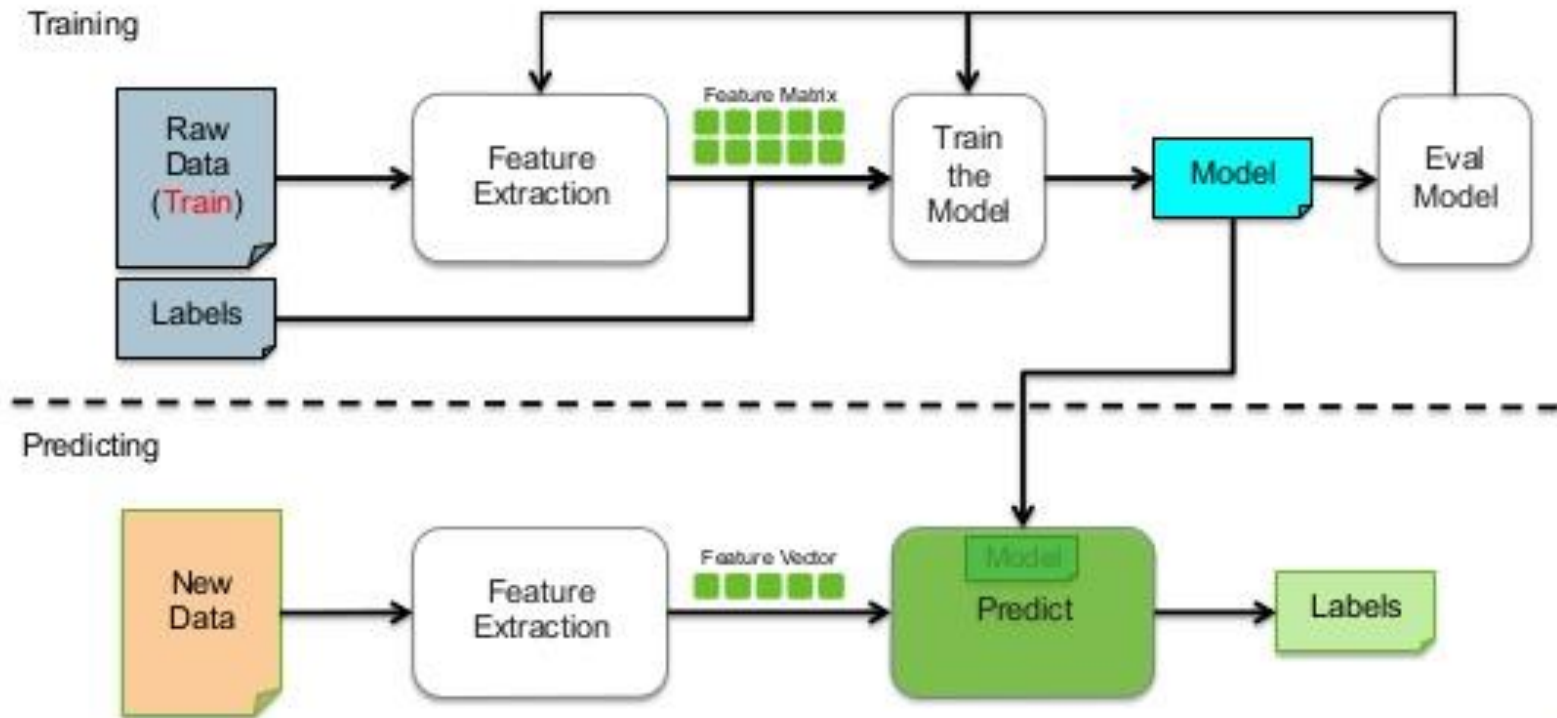 Training
Raw
Data
(Train)
Feature
Extraction
Feature Matrix
Train
the
Model
Model
Eval
Model
Labels
Predicting
New
Data
Feature
Extraction
Feature Vector
Model
Predict
Labels